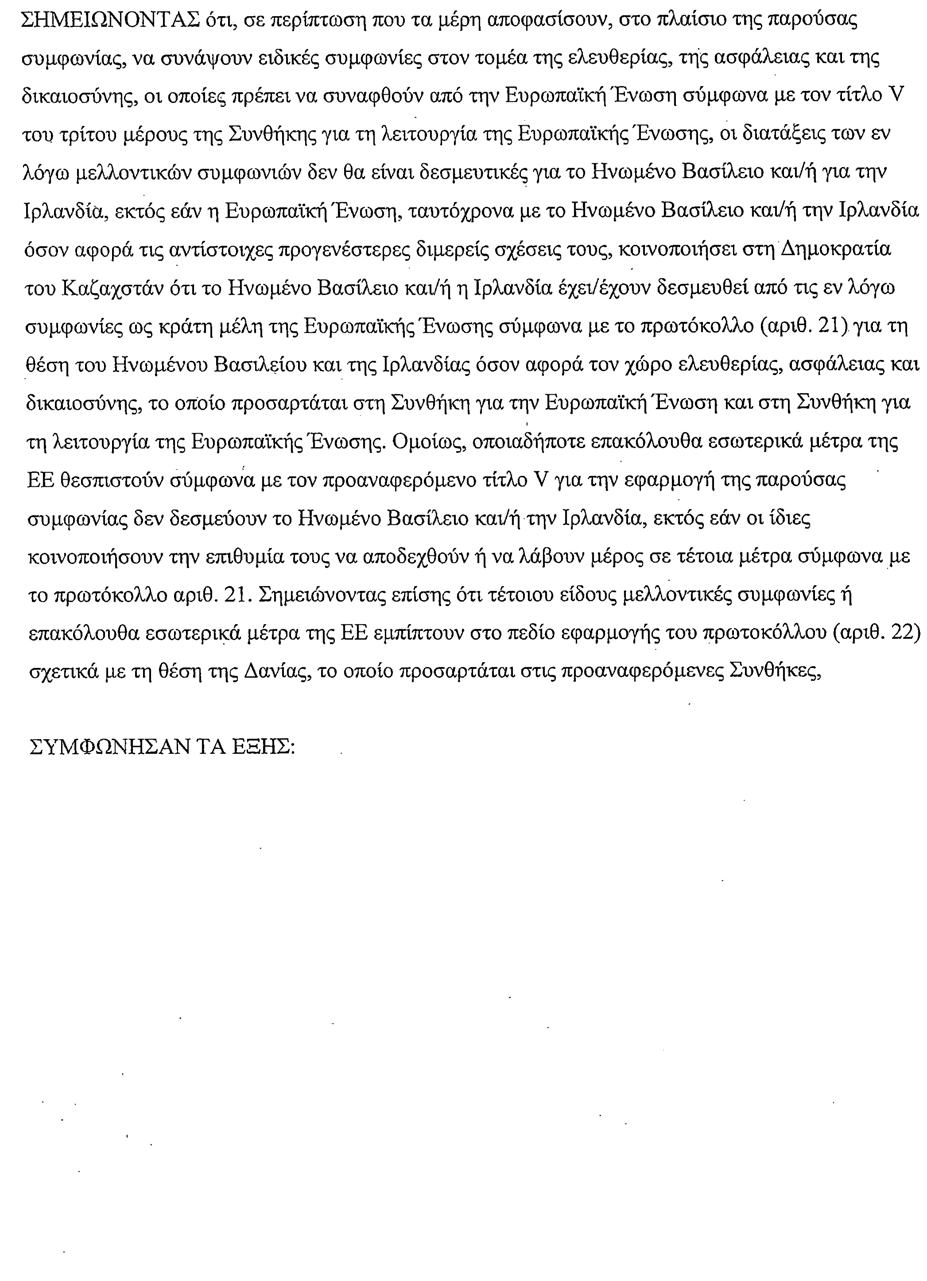 ΣΗΜΕΙΩΝΟΝΤΑΣ ότι, σε περίπτωση που τα μέρη αποφασίσουν, στο πλαίσιο της παρούσας
συμφωνίας, να συνάψουν ειδικές συμφωνίες στον τομέα της ελευθερίας, της ασφάλειας και της
δικαιοσύνης, οι οποίες πρέπει να συναφθούν από την Ευρωπαϊκή Ένωση σύμφωνα με τον τίτλο V
του τρίτου μέρους της Συνθήκης για τη λειτουργία της Ευρωπαϊκής Ένωσης, οι διατάξεις των εν
λόγω μελλοντικών συμφωνιών δεν θα είναι δεσμευτικές για το Ηνωμένο Βασίλειο και/ή για την
Ιρλανδία, εκτός εάν η Ευρωπαϊκή Ένωση, ταυτόχρονα με το Ηνωμένο Βασίλειο και/ή την Ιρλανδία
όσον αφορά τις αντίστοιχες προγενέστερες διμερείς σχέσεις τους, κοινοποιήσει στη Δημοκρατία
του Καζαχστάν ότι το Ηνωμένο Βασίλειο και/ή η Ιρλανδία έχει/έχουν δεσμευθεί από τις εν λόγω
συμφωνίες ως κράτη μέλη της Ευρωπαϊκής Ένωσης σύμφωνα με το πρωτόκολλο (αριθ. 21) για τη
θέση του Ηνωμένου Βασιλείου και της Ιρλανδίας όσον αφορά τον χώρο ελευθερίας, ασφάλειας και
δικαιοσύνης, το οποίο προσαρτάται στη Συνθήκη για την Ευρωπαϊκή Ένωση και στη Συνθήκη για
τη λειτουργία της Ευρωπαϊκής Ένωσης. Ομοίως, οποιαδήποτε επακόλουθα εσωτερικά μέτρα της
ΕΕ θεσπιστούν σύμφωνα με τον προαναφερόμενο τίτλο V για την εφαρμογή της παρούσας
συμφωνίας δεν δεσμεύουν το Ηνωμένο Βασίλειο και/ή την Ιρλανδία, εκτός εάν οι ίδιες
κοινοποιήσουν την επιθυμία τους να αποδεχθούν ή να λάβουν μέρος σε τέτοια μέτρα σύμφωνα με
το πρωτόκολλο αριθ. 21. Σημειώνοντας επίσης ότι τέτοιου είδους μελλοντικές συμφωνίες ή
επακόλουθα εσωτερικά μέτρα της ΕΕ εμπίπτουν στο πεδίο εφαρμογής του πρωτοκόλλου (αριθ. 22)
σχετικά με τη θέση της Δανίας, το οποίο προσαρτάται στις προαναφερόμενες Συνθήκες,
ΣΥΜΦΩΝΗΣΑΝ ΤΑ ΕΞΗΣ: